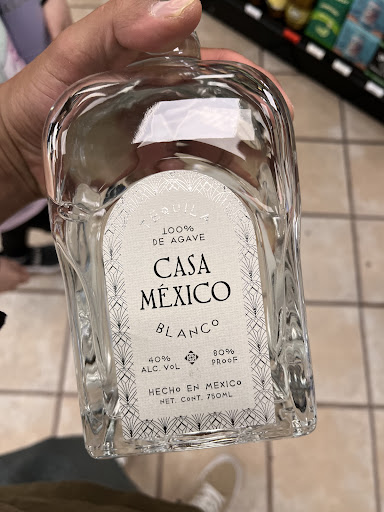 TEQUILA
100%
DE AGAVE
CASA
MÉXICO
BLANCO
40% 80%
ALC. VOL PROOF
HECHO EN MEXICO
NET. CONT. 750ML